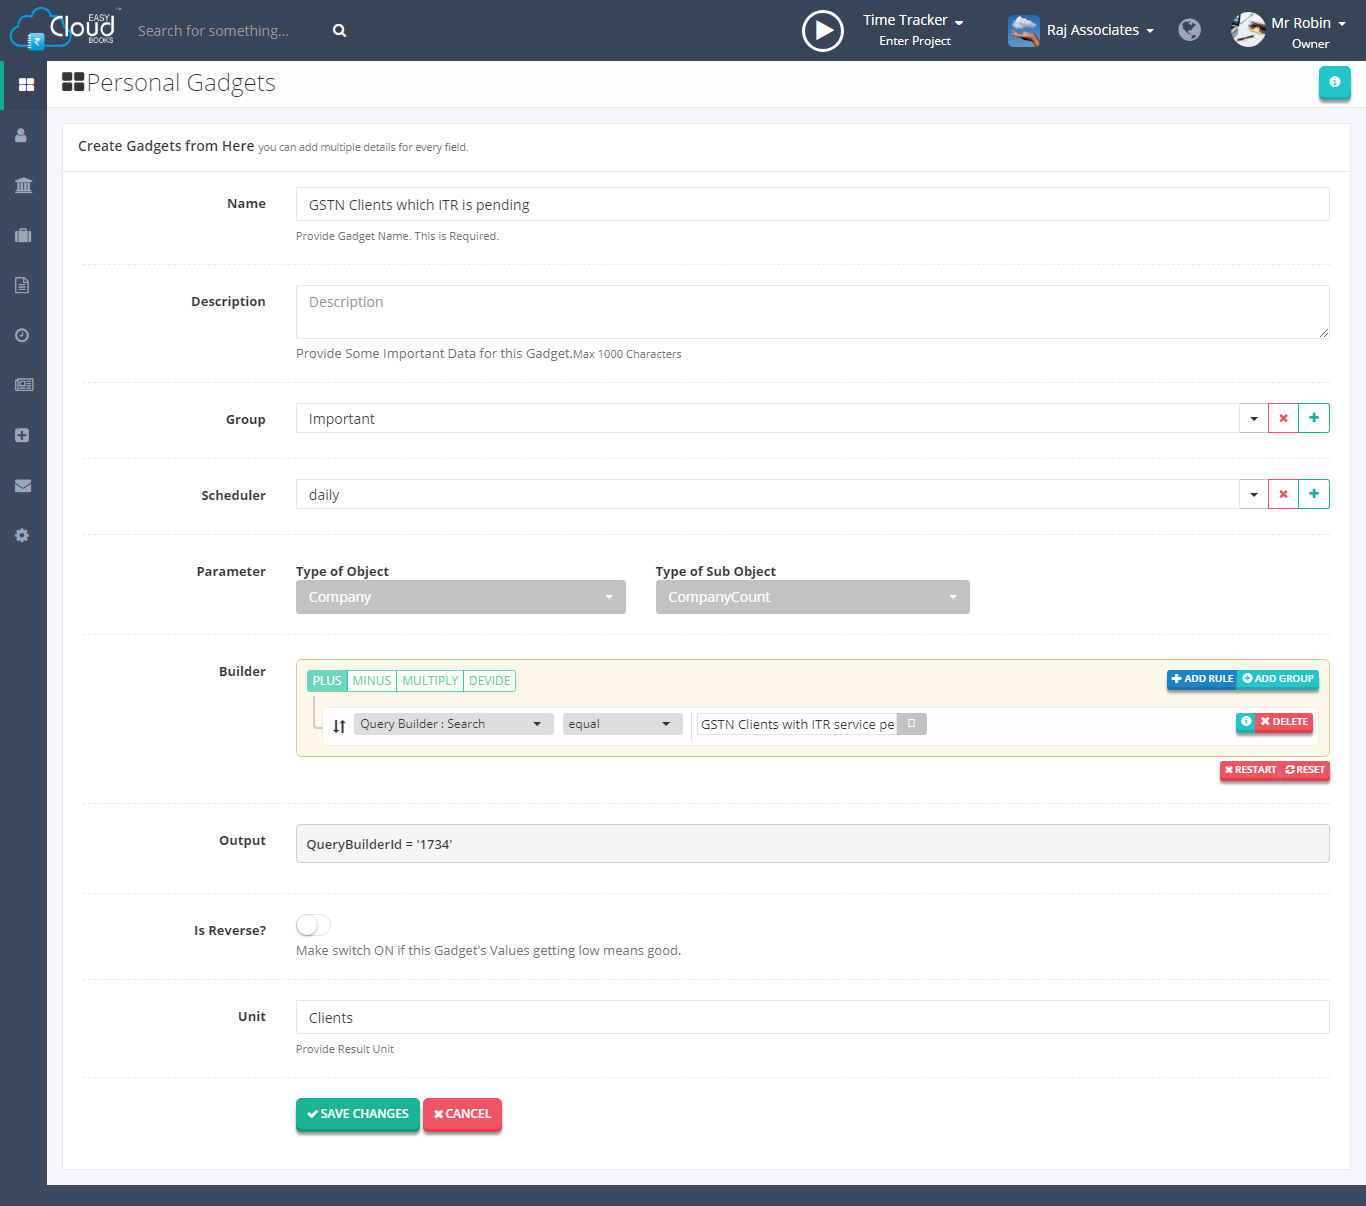 EASY
Cloud
BOOKS
™
Search for something...
Time Tracker
Enter Project
Raj Associates
Mr Robin
Owner
Personal Gadgets
Create Gadgets from Here you can add multiple details for every field.
Name
GSTN Clients which ITR is pending
Provide Gadget Name. This is Required.
Description
Description
Provide Some Important Data for this Gadget.Max 1000 Characters
Group
Important
Scheduler
daily
Parameter
Type of Object
Type of Sub Object
Company
CompanyCount
Builder
PLUS MINUS MULTIPLY DEVIDE
ADD RULE ADD GROUP
Query Builder : Search
equal
GSTN Clients with ITR service pe
DELETE
RESTART RESET
Output
QueryBuilderId = '1734'
Is Reverse?
Make switch ON if this Gadget's Values getting low means good.
Unit
Clients
Provide Result Unit
SAVE CHANGES CANCEL